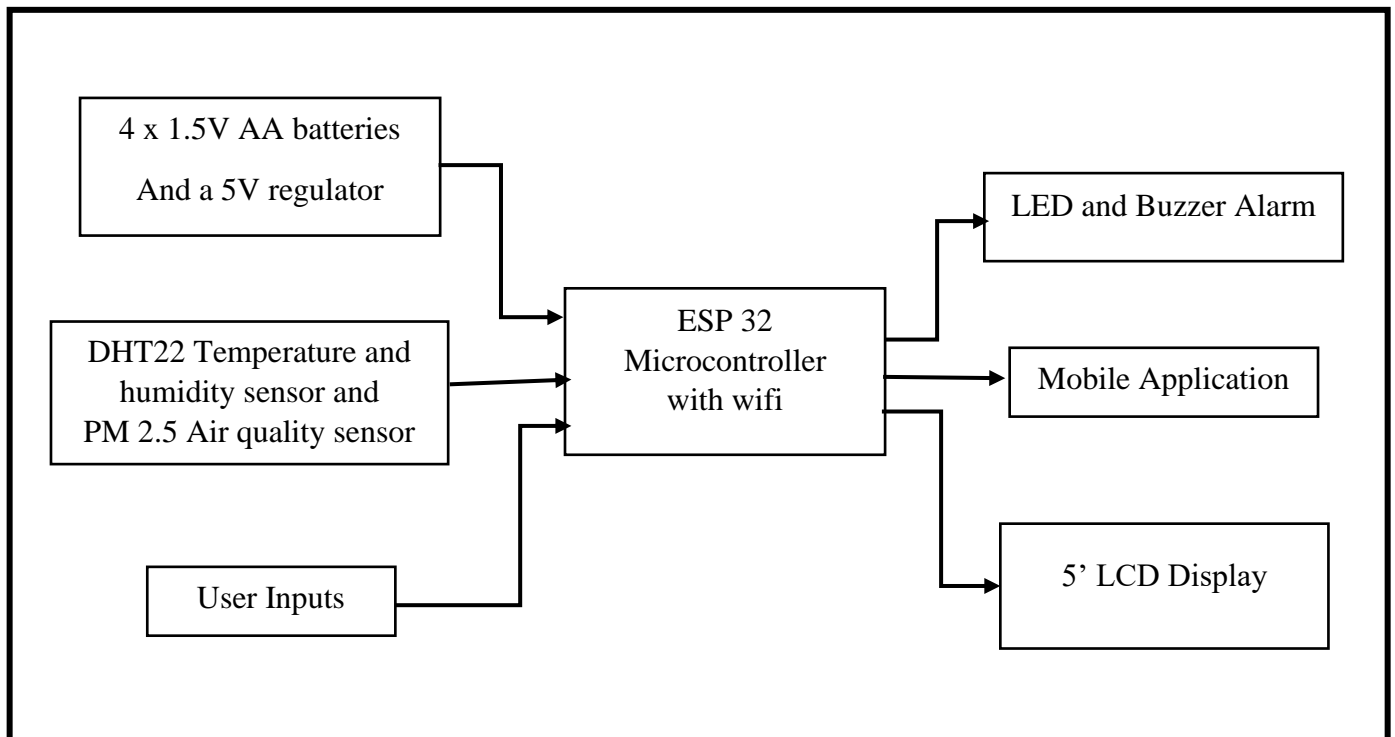 4 x 1.5V AA batteries
And a 5V regulator
DHT22 Temperature and
humidity sensor and
PM 2.5 Air quality sensor
User Inputs
ESP 32
Microcontroller
with wifi
LED and Buzzer Alarm
Mobile Application
5’ LCD Display